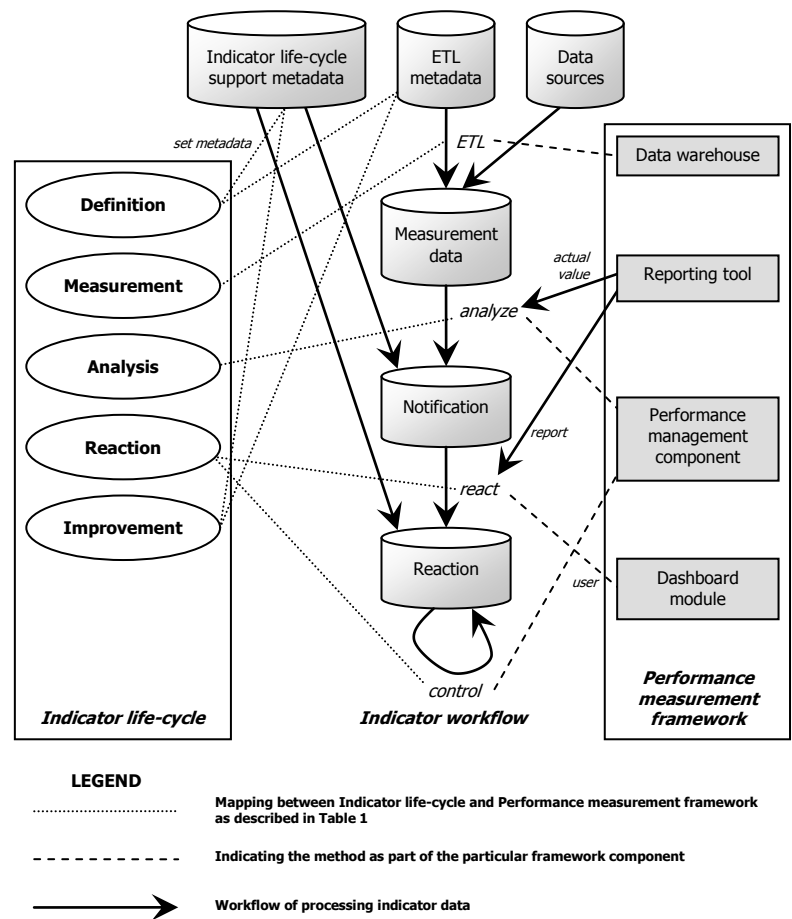 Indicator life-cycle
support metadata
ETL
metadata
Data
sources
set metadata
ETL
Data warehouse
Definition
Measurement
data
Measurement
actual
value
Reporting tool
analyze
Analysis
Notification
Performance
management
component
report
Reaction
react
Improvement
Reaction
user
Dashboard
module
control
Indicator life-cycle
Indicator workflow
Performance
measurement
framework
LEGEND
Mapping between Indicator life-cycle and Performance measurement framework
as described in Table 1
Indicating the method as part of the particular framework component
Workflow of processing indicator data